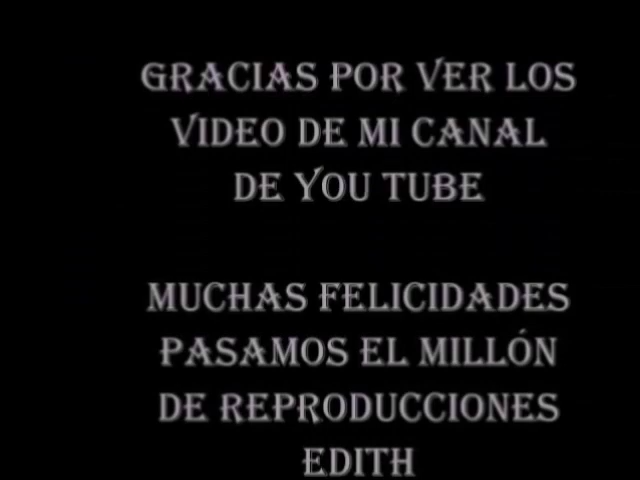 GRACIAS POR VER LOS
VIDEO DE MI CANAL
DE YOU TUBE
MUCHAS FELICIDADES
PASAMOS EL MILLÓN
DE REPRODUCCIONES
EDITH